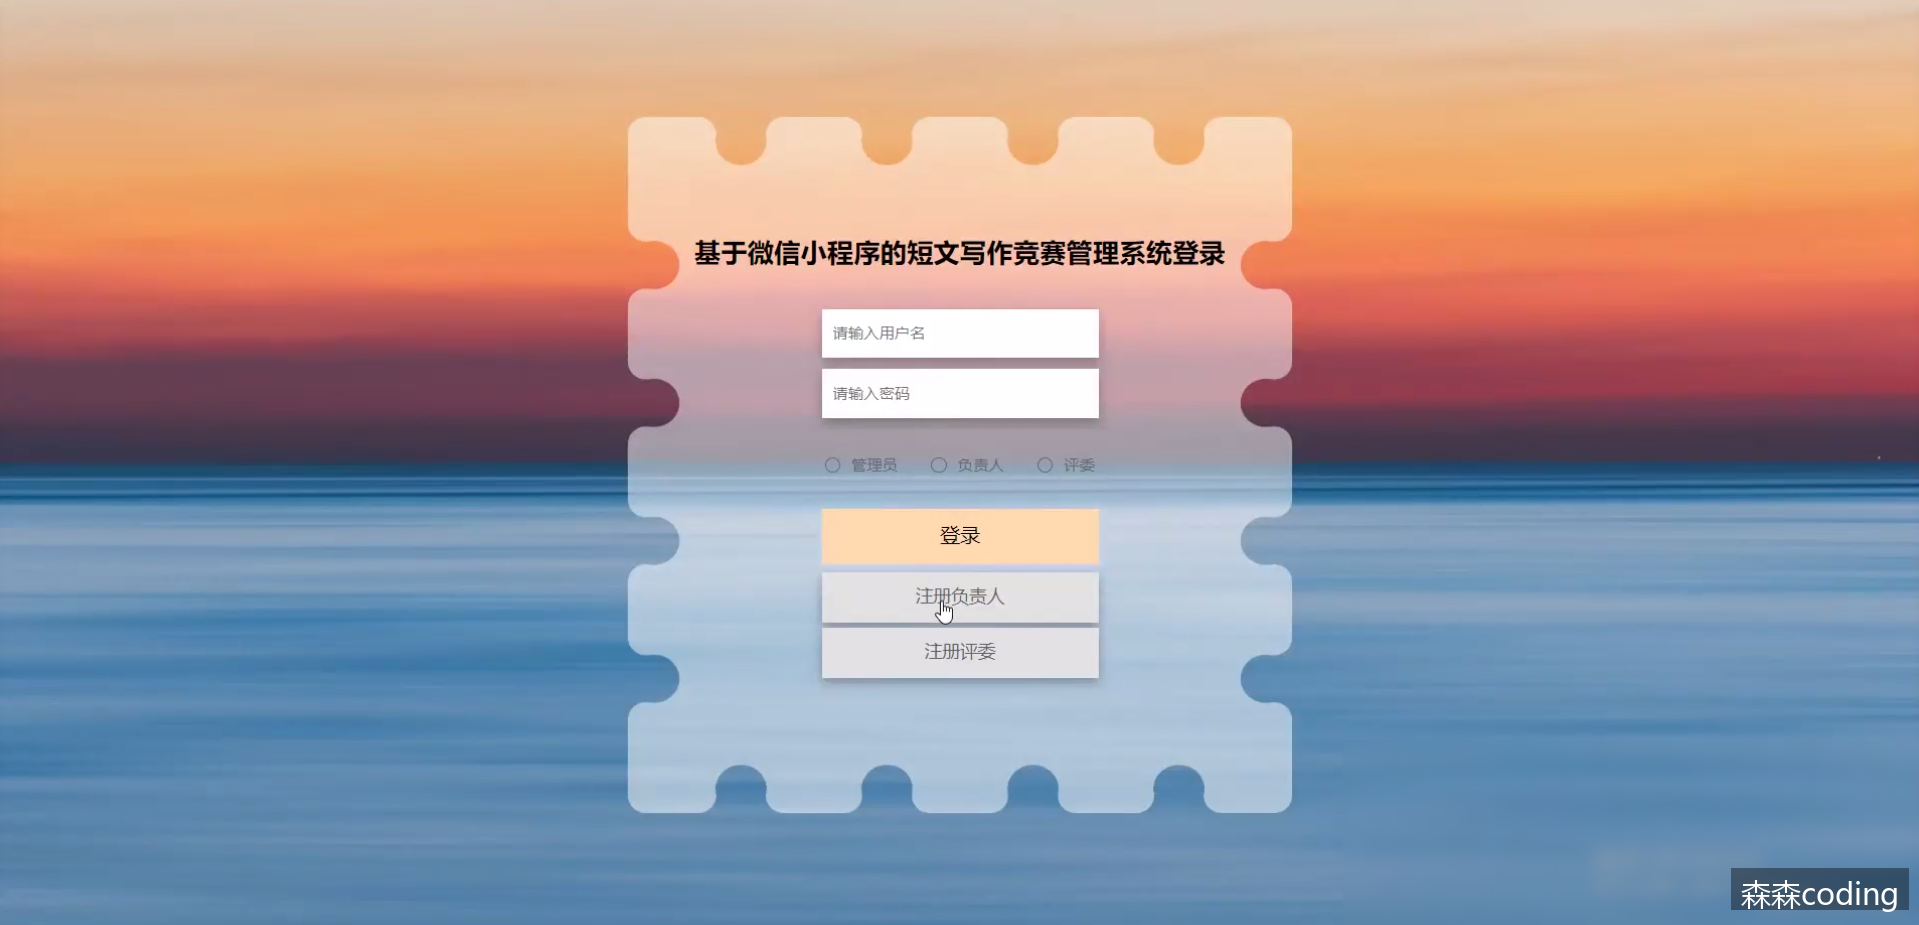 基于微信小程序的短文写作竞赛管理系统登录
请输入用户名
请输入密码
管理员 负责人 评委
登录
注册负责人
注册评委
森森coding